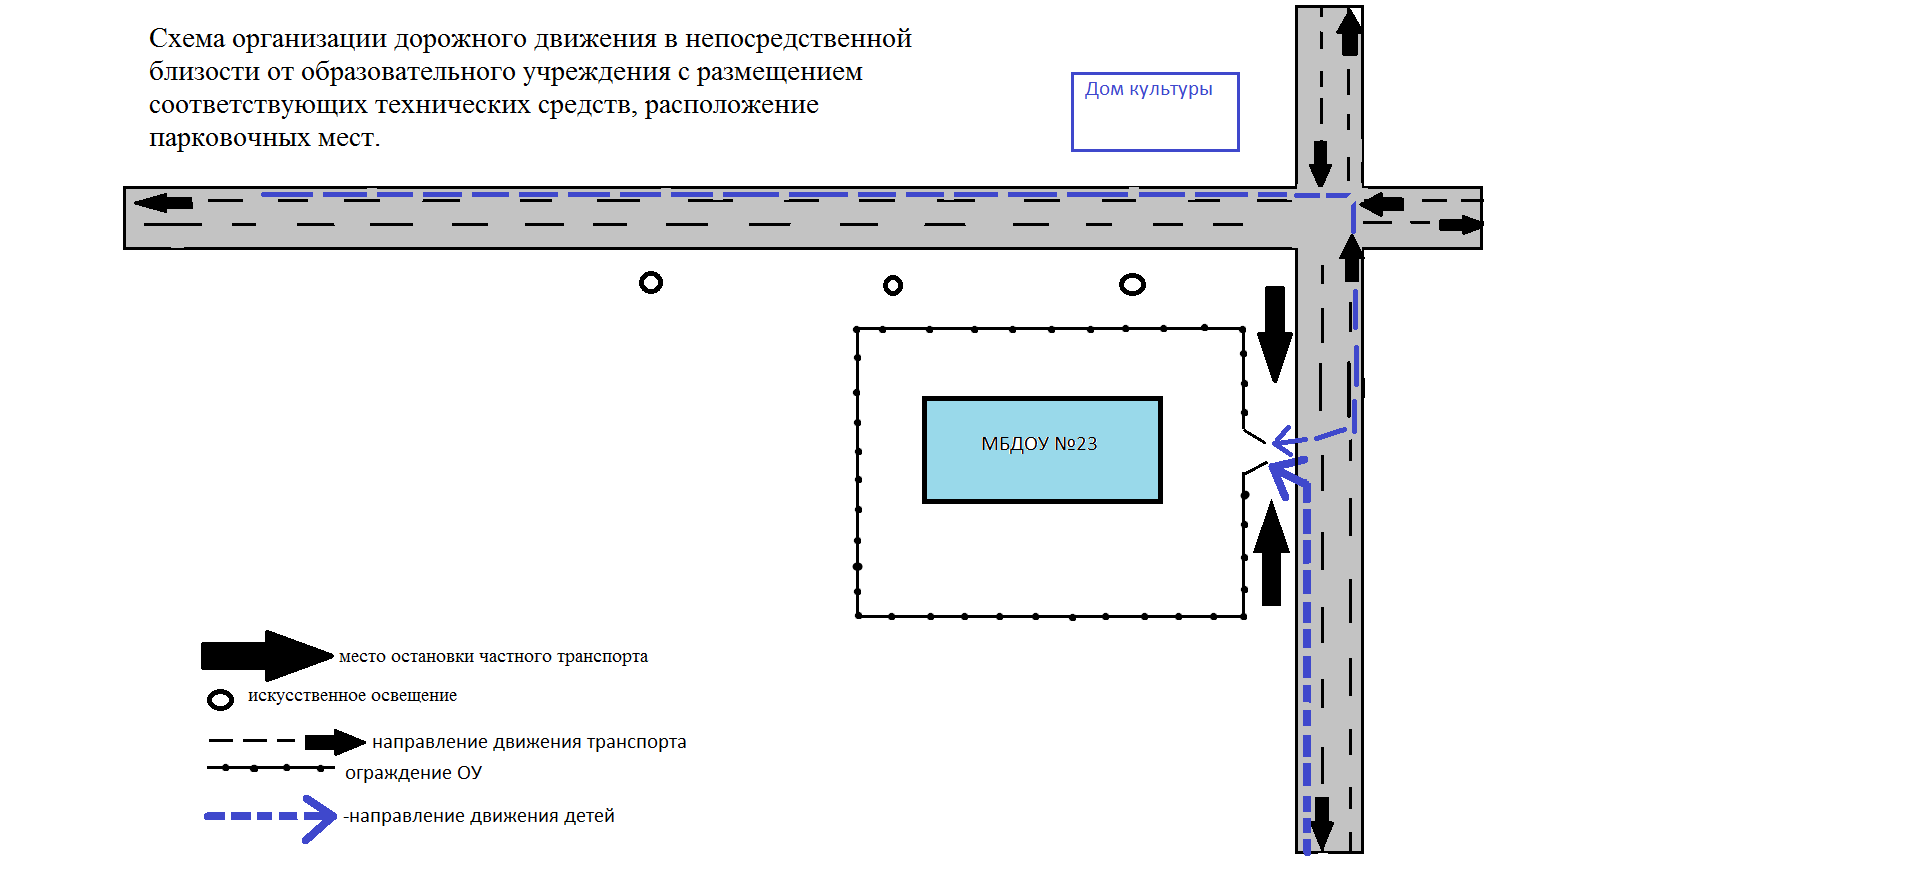 Схема организации дорожного движения в непосредственной
близости от образовательного учреждения с размещением
соответствующих технических средств, расположение
парковочных мест.
Дом культуры
МБДОУ №23
место остановки частного транспорта
искусственное освещение
направление движения транспорта
ограждение ОУ
-направление движения детей